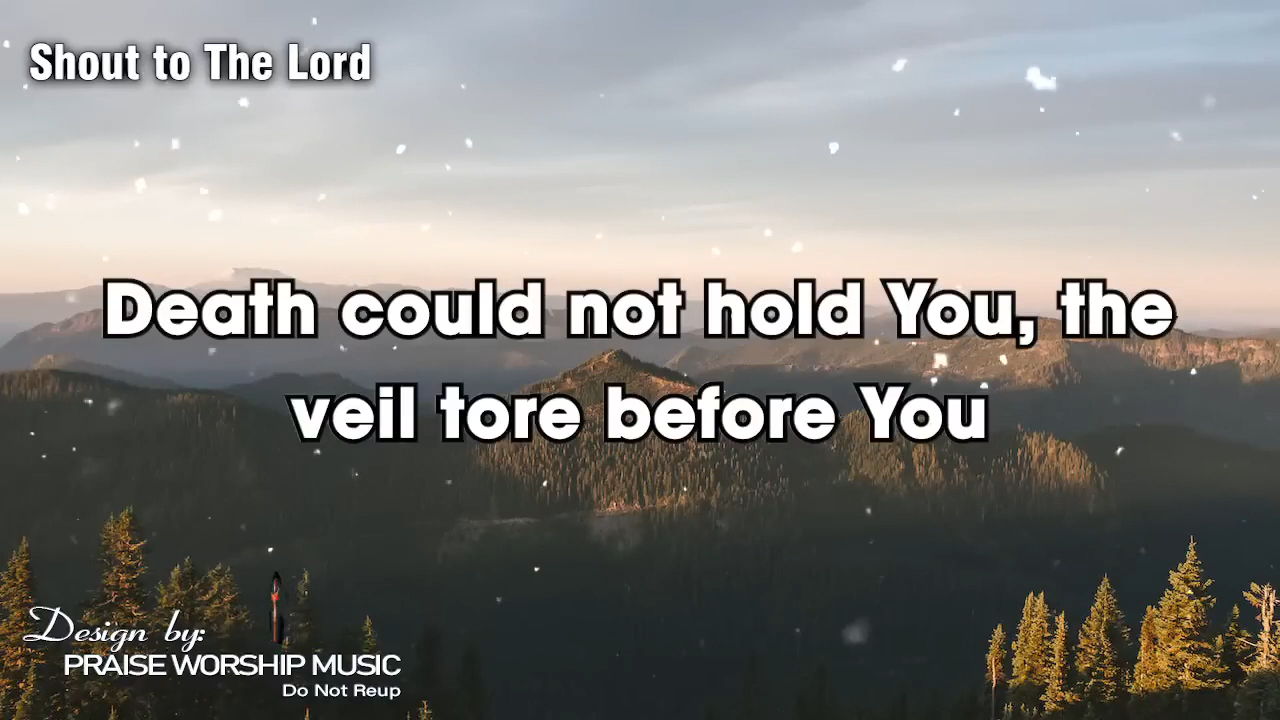 Shout to The Lord
Death could not hold You, the
veil tore before You
Design by:
PRAISE WORSHIP MUSIC
Do Not Reup